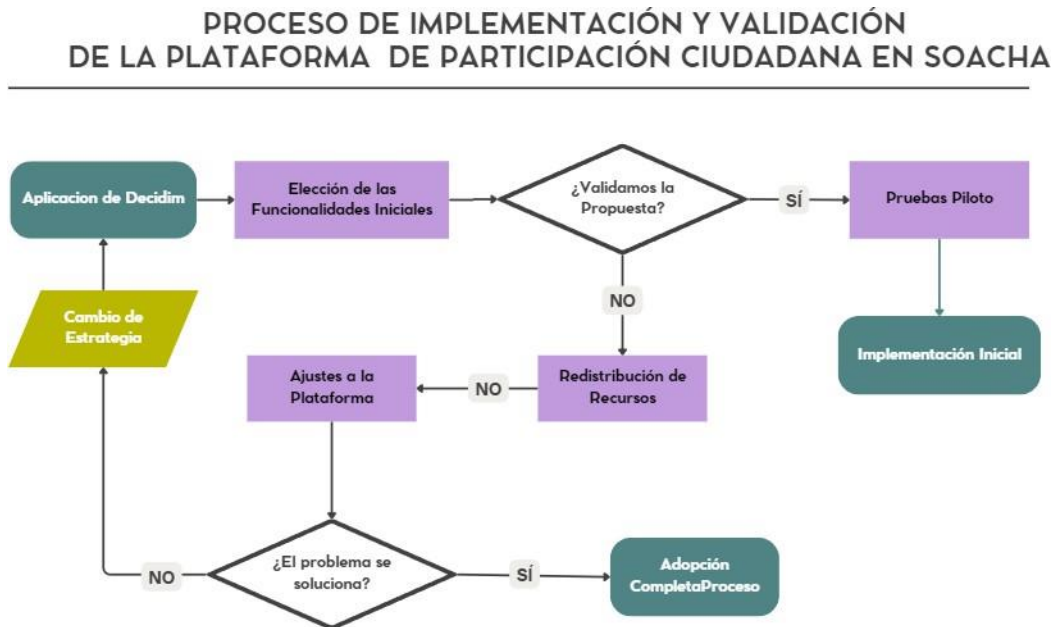 PROCESO DE IMPLEMENTACIÓN Y VALIDACIÓN
DE LA PLATAFORMA DE PARTICIPACIÓN CIUDADANA EN SOACHA
Aplicacion de Decidim
Elección de las
Funcionalidades Iniciales
¿Validamos la
Propuesta?
SÍ
Pruebas Piloto
NO
Implementación Inicial
Cambio de
Estrategia
Ajustes a la
Plataforma
NO
Redistribución de
Recursos
¿El problema se
soluciona?
NO
SÍ
Adopción
CompletaProceso